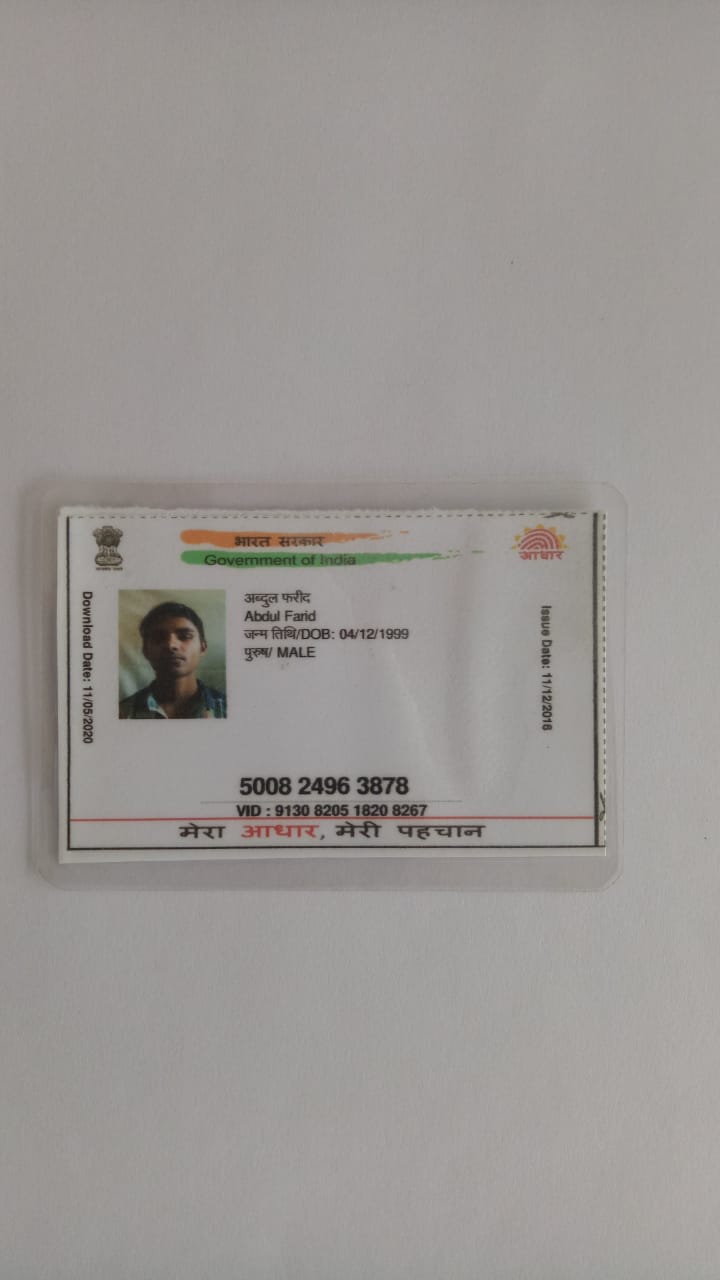 भारत सरकार
Government of India
आधार
Download Date: 11/05/2020
अब्दुल फरीद
Abdul Farid
जन्म तिथि/DOB: 04/12/1999
पुरुष/ MALE
Issue Date: 11/12/2016
5008 2496 3878
VID : 9130 8205 1820 8267
मेरा आधार, मेरी पहचान